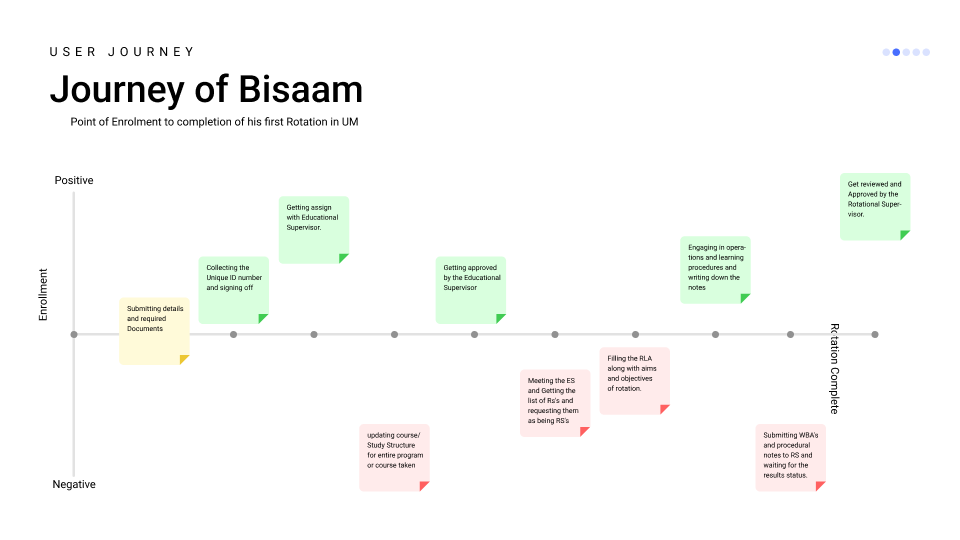 USER JOURNEY
Journey of Bisaam
Point of Enrolment to completion of his first Rotation in UM
Positive
Enrollment
Negative
Submitting details
and required
Documents
Collecting the
Unique ID number
and signing off
Getting assign
with Educational
Supervisor.
updating course/
Study Structure
for entire program
or course taken
Getting approved
by the Educational
Supervisor
Meeting the ES
and Getting the
list of Rs's and
requesting them
as being RS's
Filling the RLA
along with aims
and objectives
of rotation.
Engaging in opera-
tions and learning
procedures and
writing down the
notes
Submitting WBA's
and procedural
notes to RS and
waiting for the
results status.
Get reviewed and
Approved by the
Rotational Super-
visor.
Rotation Complete